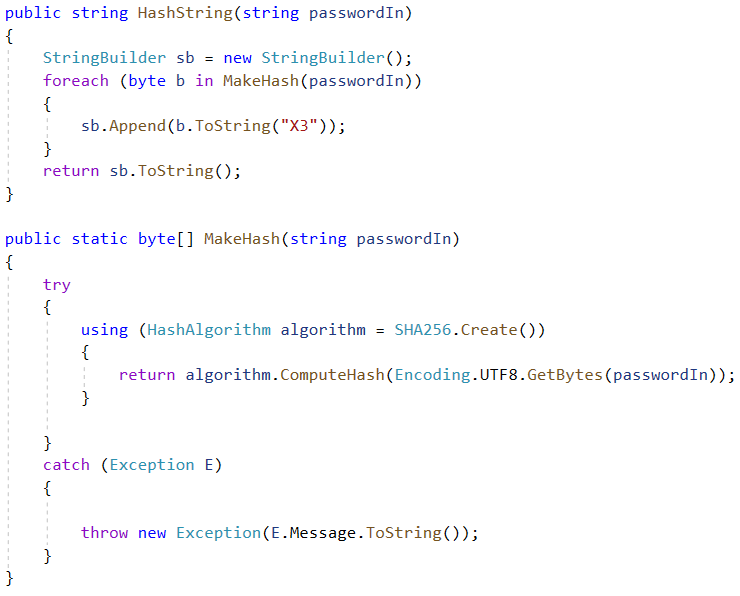 public string HashString(string passwordIn)
{
    StringBuilder sb = new StringBuilder();
    foreach (byte b in MakeHash(passwordIn))
    {
        sb.Append(b.ToString("X3"));
    }
    return sb.ToString();
}

public static byte[] MakeHash(string passwordIn)
{
    try
    {
        using (HashAlgorithm algorithm = SHA256.Create())
        {
            return algorithm.ComputeHash(Encoding.UTF8.GetBytes(passwordIn));
        }

    }
    catch (Exception E)
    {

        throw new Exception(E.Message.ToString());
    }
}